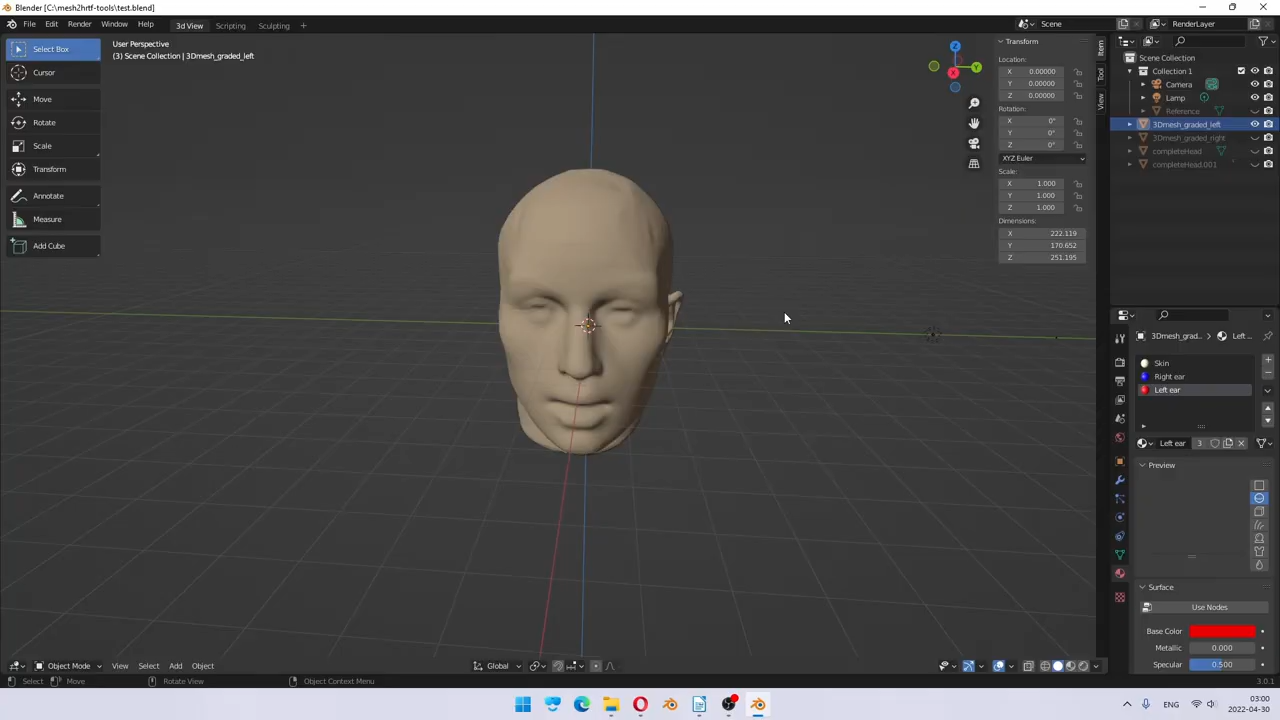 Blender [C:\mesh2hrtf-tools\test.blend]
File Edit Render Window Help 3D View Scripting Sculpting + Scene RenderLayer
User Perspective
(3) Scene Collection | 3Dmesh_graded_left
Select Box
Cursor
Move
Rotate
Scale
Transform
Annotate
Measure
Add Cube
Z
Y
X
Transform
Location:
X 0.00000
Y 0.00000
Z 0.00000
Rotation:
X 0°
Y 0°
Z 0°
XYZ Euler
Scale:
X 1.000
Y 1.000
Z 1.000
Dimensions:
X 222.119
Y 170.652
Z 251.195
Item
Tool
View
Scene Collection
Collection 1
Camera
Lamp
Reference
3Dmesh_graded_left
3Dmesh_graded_right
completeHead
completeHead.001
3Dmesh_grad... > Left ...
Skin
Right ear
Left ear
Left ear 3
Preview
Surface
Use Nodes
Base Color
Metallic 0.000
Specular 0.500
Object Mode View Select Add Object Global
Select Move Rotate View Object Context Menu 3.0.1
ENG 03:00
2022-04-30